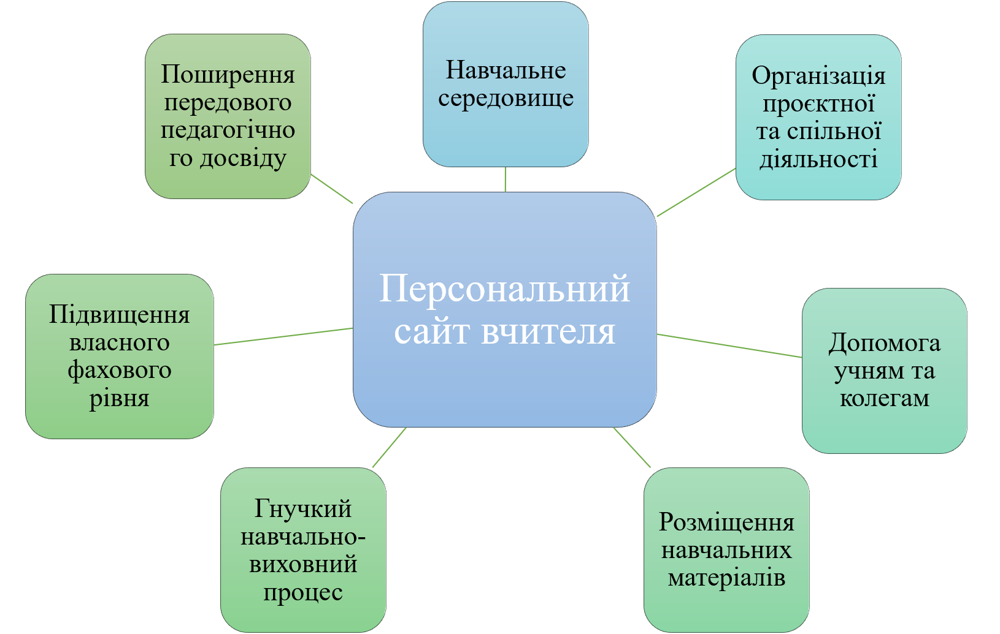 Навчальне
середовище
Організація
проєктної
та спільної
діяльності
Допомога
учням та
колегам
Розміщення
навчальних
матеріалів
Гнучкий
навчально-
виховний
процес
Підвищення
власного
фахового
рівня
Поширення
передового
педагогічно
го досвіду
Персональний
сайт вчителя